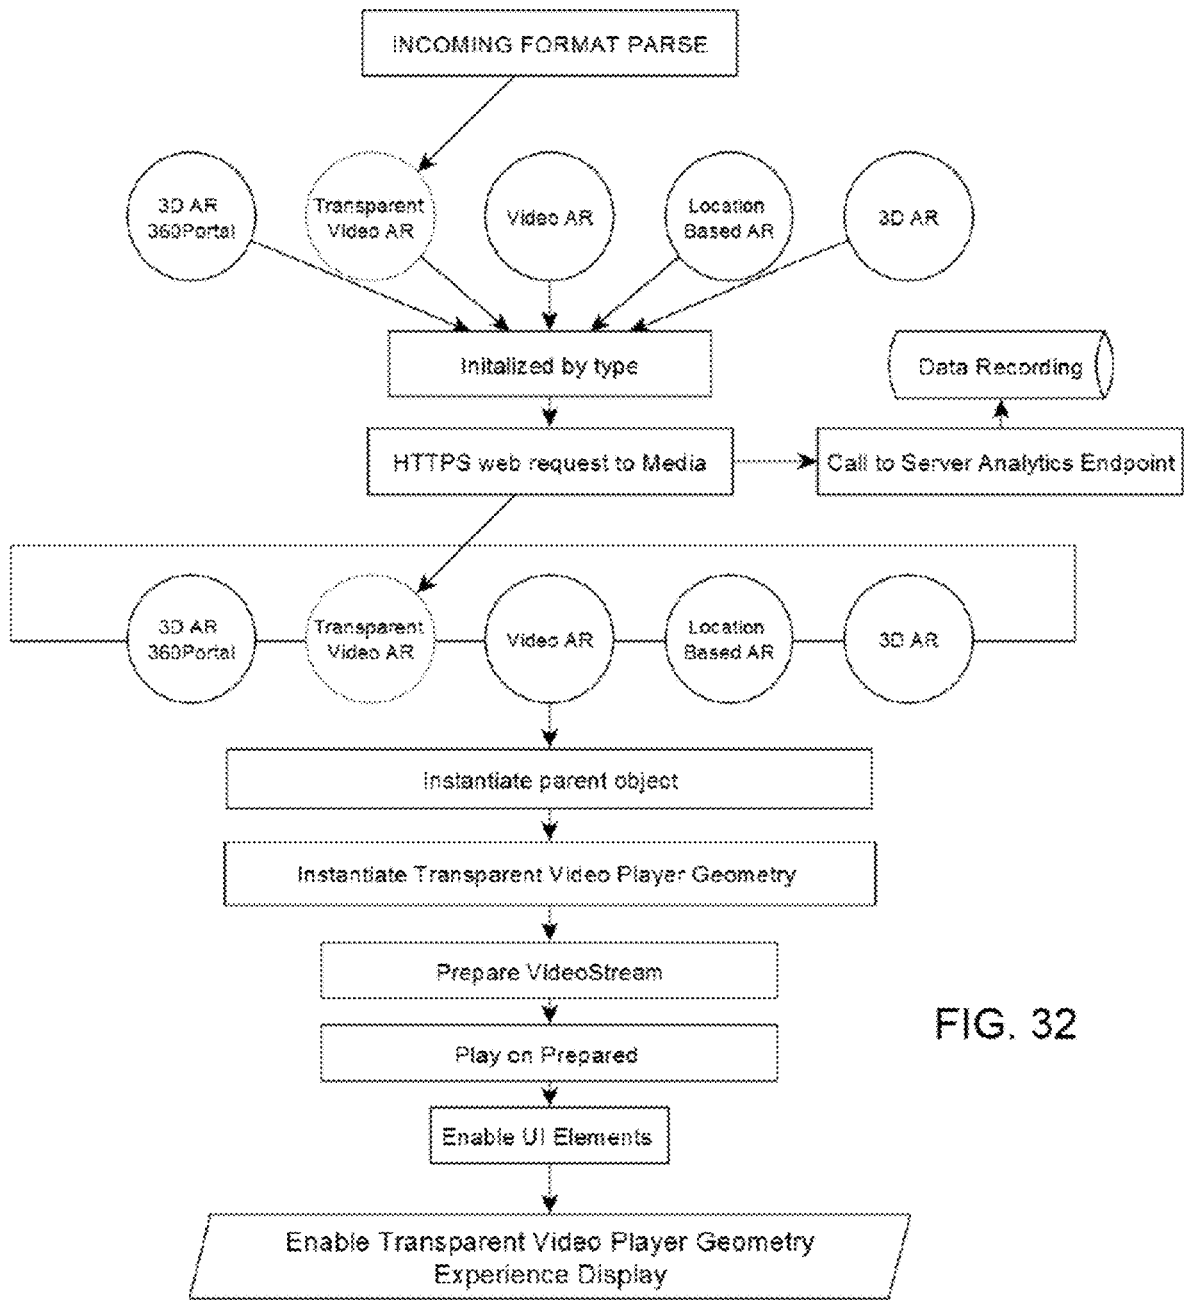 INCOMING FORMAT PARSE
3D AR
360Portal
Transparent
Video AR
Video AR
Location
Based AR
3D AR
Initalized by type
Data Recording
HTTPS web request to Media
Call to Server Analytics Endpoint
3D AR
360Portal
Transparent
Video AR
Video AR
Location
Based AR
3D AR
Instantiate parent object
Instantiate Transparent Video Player Geometry
Prepare VideoStream
FIG. 32
Play on Prepared
Enable UI Elements
Enable Transparent Video Player Geometry
Experience Display